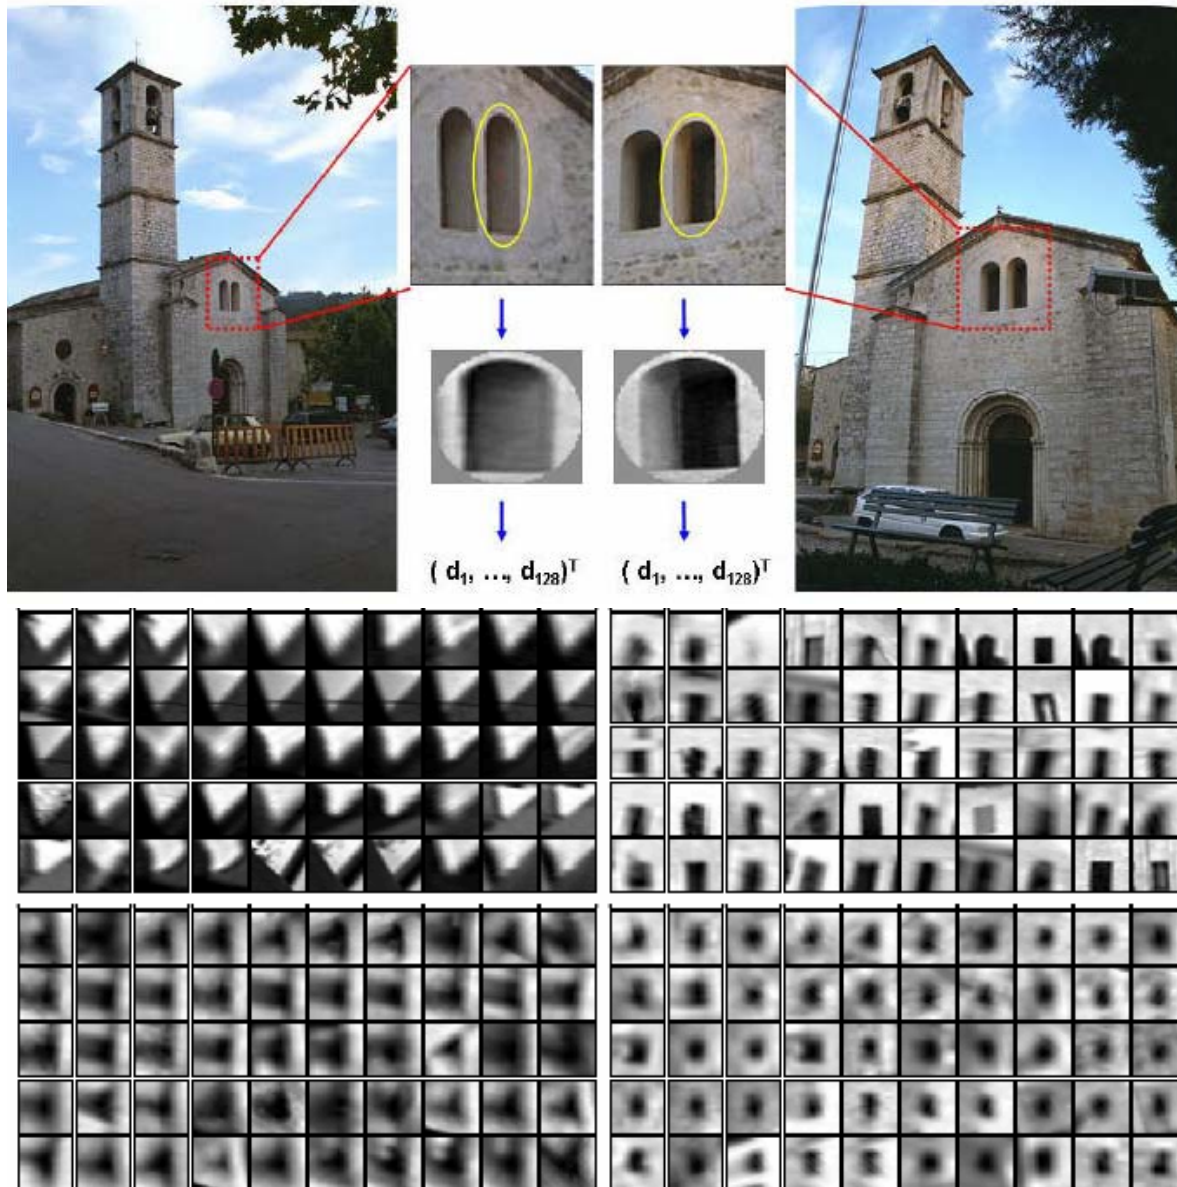 ( d₁, ..., d₁₂₈)ᵀ
( d₁, ..., d₁₂₈)ᵀ